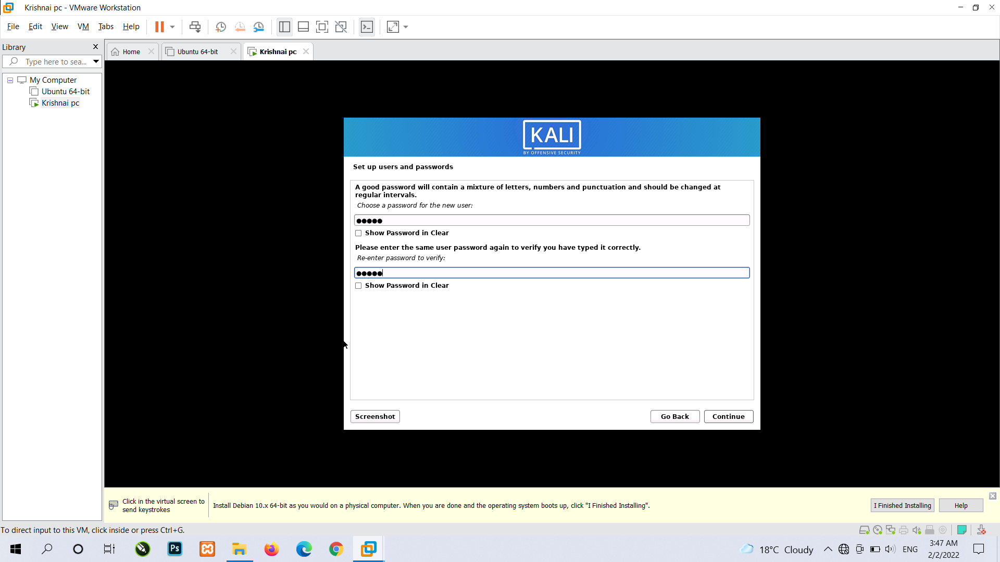 Krishnai pc - VMware Workstation
File Edit View VM Tabs Help
Library
Type here to sea...
Home
Ubuntu 64-bit
Krishnai pc
My Computer
Ubuntu 64-bit
Krishnai pc
KALI
BY OFFENSIVE SECURITY
Set up users and passwords
A good password will contain a mixture of letters, numbers and punctuation and should be changed at
regular intervals.
Choose a password for the new user:
●●●●●
Show Password in Clear
Please enter the same user password again to verify you have typed it correctly.
Re-enter password to verify:
●●●●●
Show Password in Clear
Screenshot
Go Back
Continue
Click in the virtual screen to
send keystrokes
Install Debian 10.x 64-bit as you would on a physical computer. When you are done and the operating system boots up, click "I Finished Installing".
I Finished Installing
Help
To direct input to this VM, click inside or press Ctrl+G.
Ps
18°C Cloudy
ENG
3:47 AM
2/2/2022